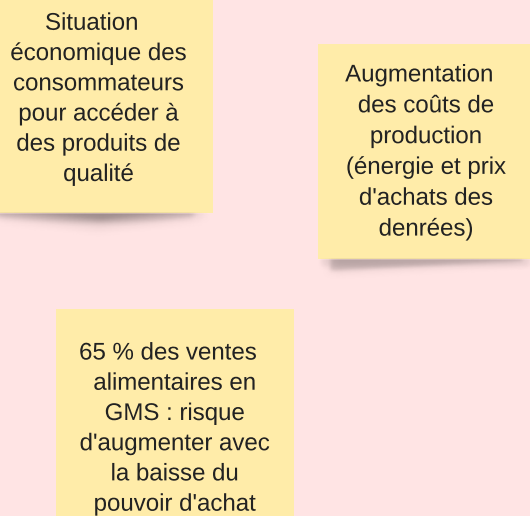 Situation
économique des
consommateurs
pour accéder à
des produits de
qualité
Augmentation
des coûts de
production
(énergie et prix
d'achats des
denrées)
65 % des ventes
alimentaires en
GMS : risque
d'augmenter avec
la baisse du
pouvoir d'achat